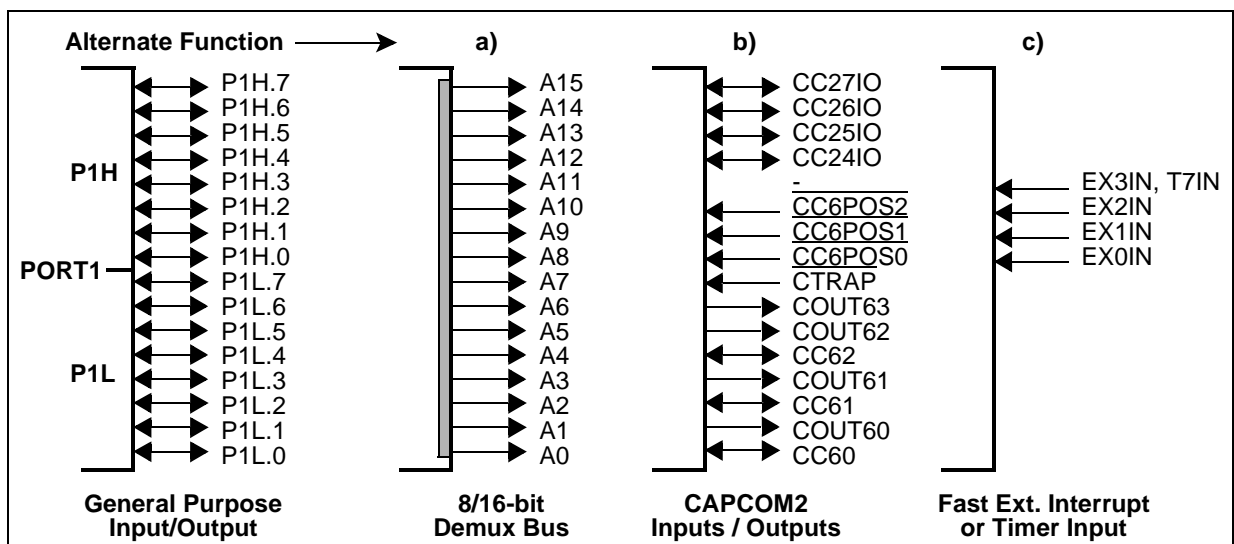 Alternate Function a) b) c)
P1H.7 A15 CC27IO
P1H.6 A14 CC26IO
P1H.5 A13 CC25IO
P1H.4 A12 CC24IO
P1H P1H.3 A11 - EX3IN, T7IN
P1H.2 A10 CC6POS2 EX2IN
P1H.1 A9 CC6POS1 EX1IN
P1H.0 A8 CC6POS0 EX0IN
PORT1 P1L.7 A7 CTRAP
P1L.6 A6 COUT63
P1L.5 A5 COUT62
P1L.4 A4 CC62
P1L P1L.3 A3 COUT61
P1L.2 A2 CC61
P1L.1 A1 COUT60
P1L.0 A0 CC60
General Purpose 8/16-bit CAPCOM2 Fast Ext. Interrupt
Input/Output Demux Bus Inputs / Outputs or Timer Input